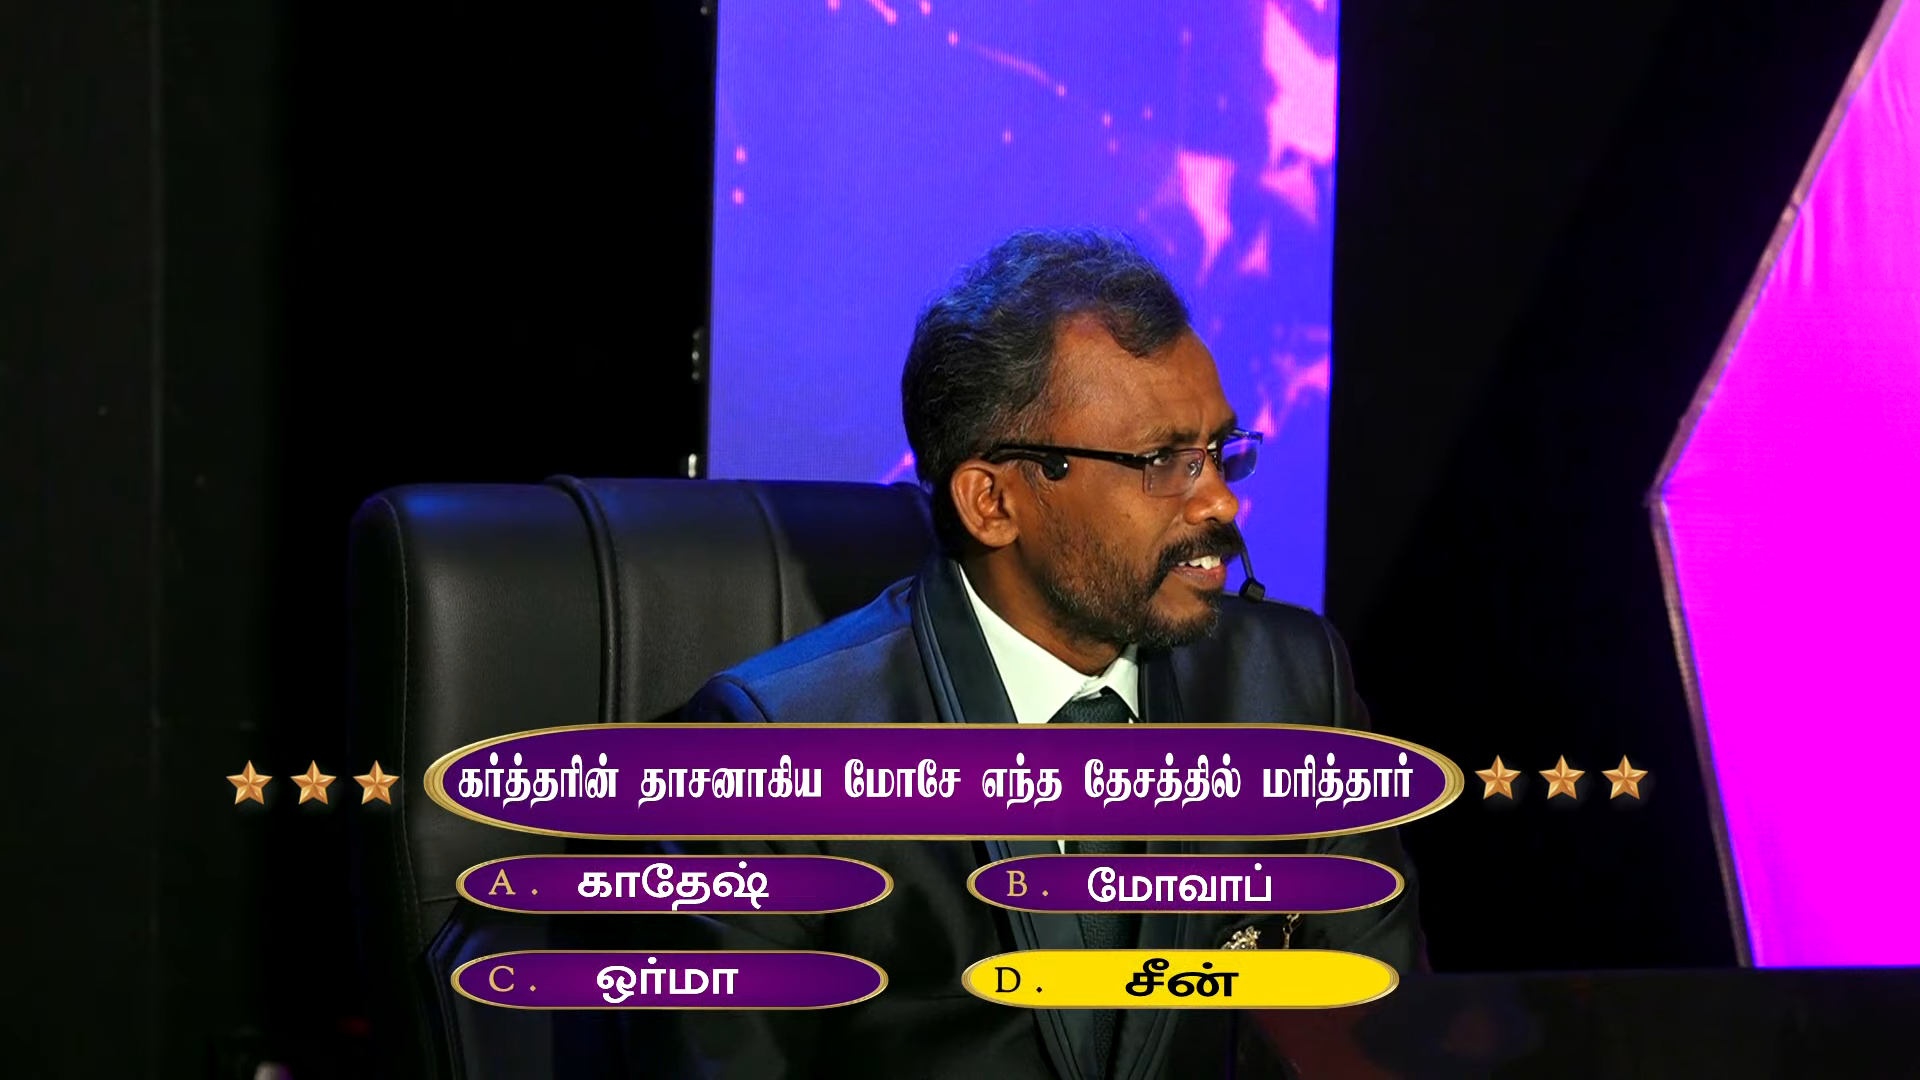 கர்த்தரின் தாசனாகிய மோசே எந்த தேசத்தில் மரித்தார்
A. காதேஷ்
B. மோவாப்
C. ஓர்மா
D. சீன்